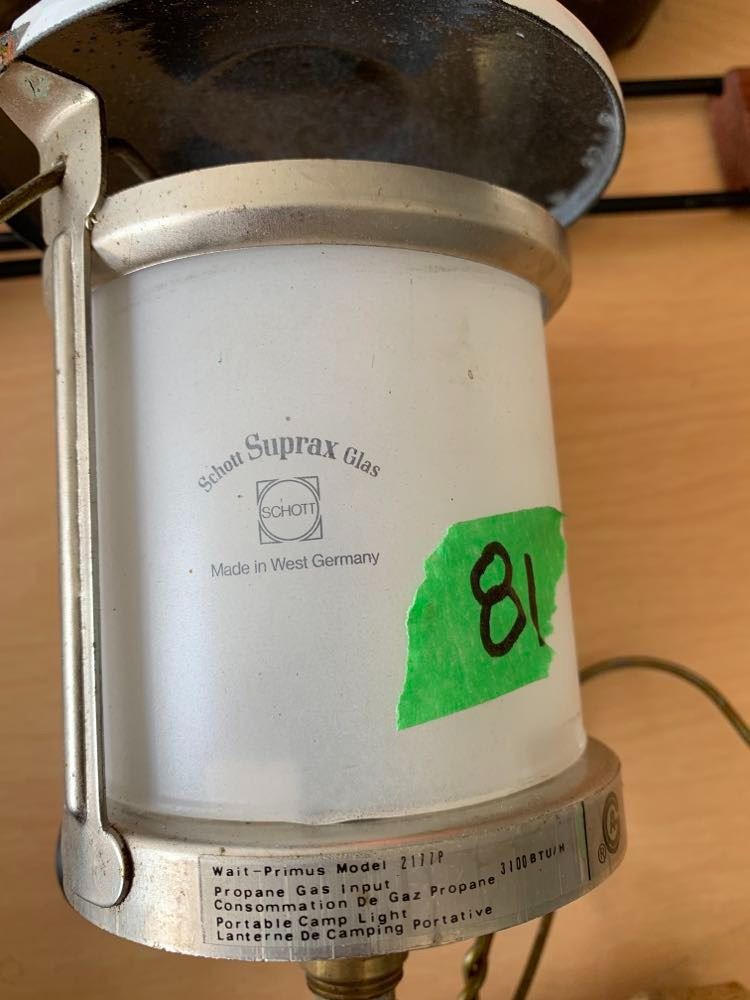 Schott Suprax Glas
SCHOTT
Made in West Germany
81
Wait-Primus Model 2177P
Propane Gas Input
Consommation De Gaz Propane 3100 BTU/H
Portable Camp Light
Lanterne De Camping Portative
®